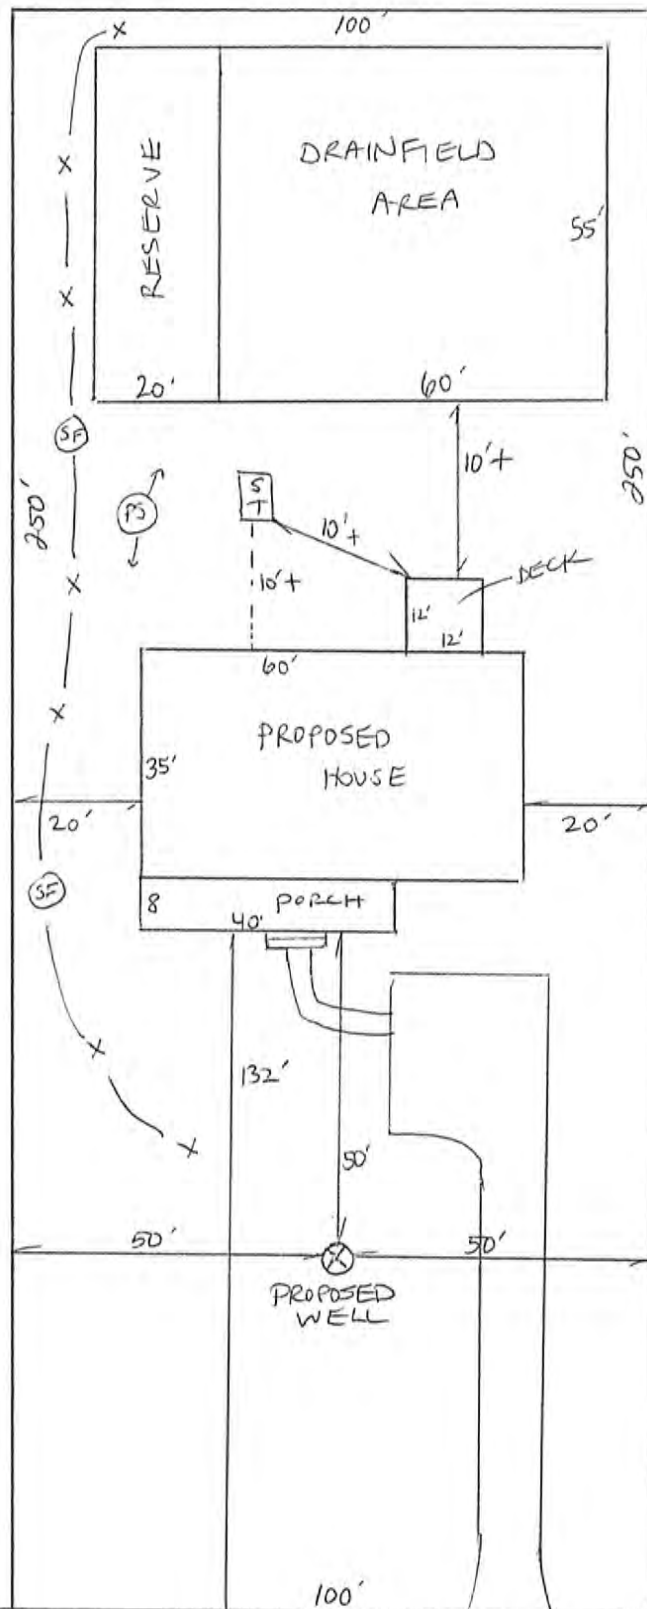 100'
RESERVE
DRAINFIELD
AREA
55'
20'
60'
SF
250'
250'
PS
S
T
10'+
10'+
10'+
DECK
12'
12'
60'
PROPOSED
HOUSE
35'
20'
20'
SF
8
PORCH
40'
132'
50'
50'
50'
PROPOSED
WELL
100'